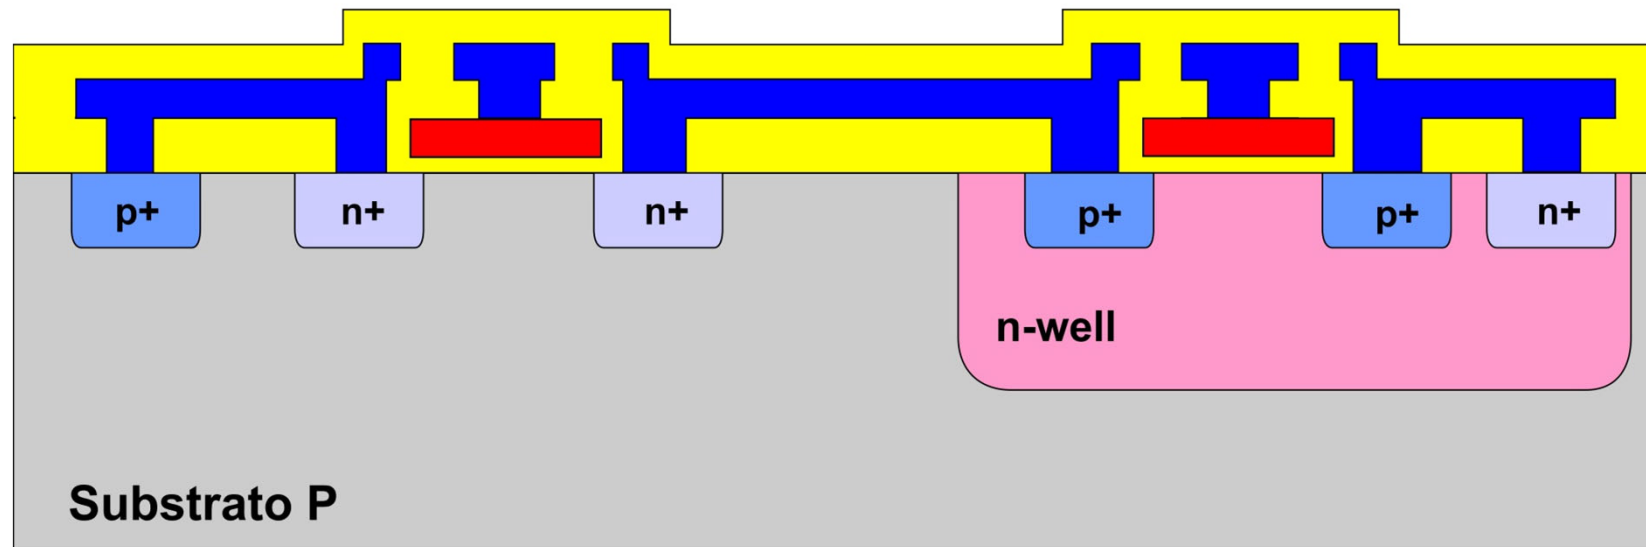 p+
n+
n+
p+
p+
n+
n-well
Substrato P